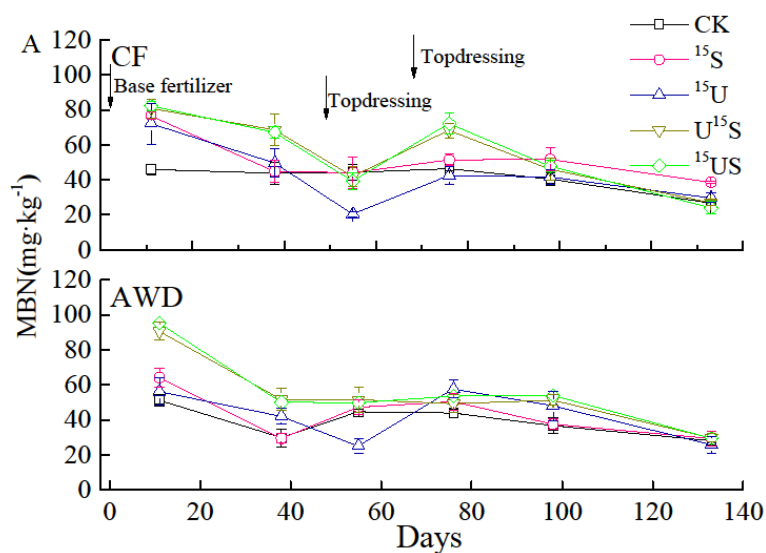 A
CF
Base fertilizer
Topdressing
Topdressing
CK
¹⁵S
¹⁵U
U¹⁵S
¹⁵US
120
100
80
60
40
20
0
MBN(mg·kg⁻¹)
AWD
120
100
80
60
40
20
0
0 20 40 60 80 100 120 140
Days